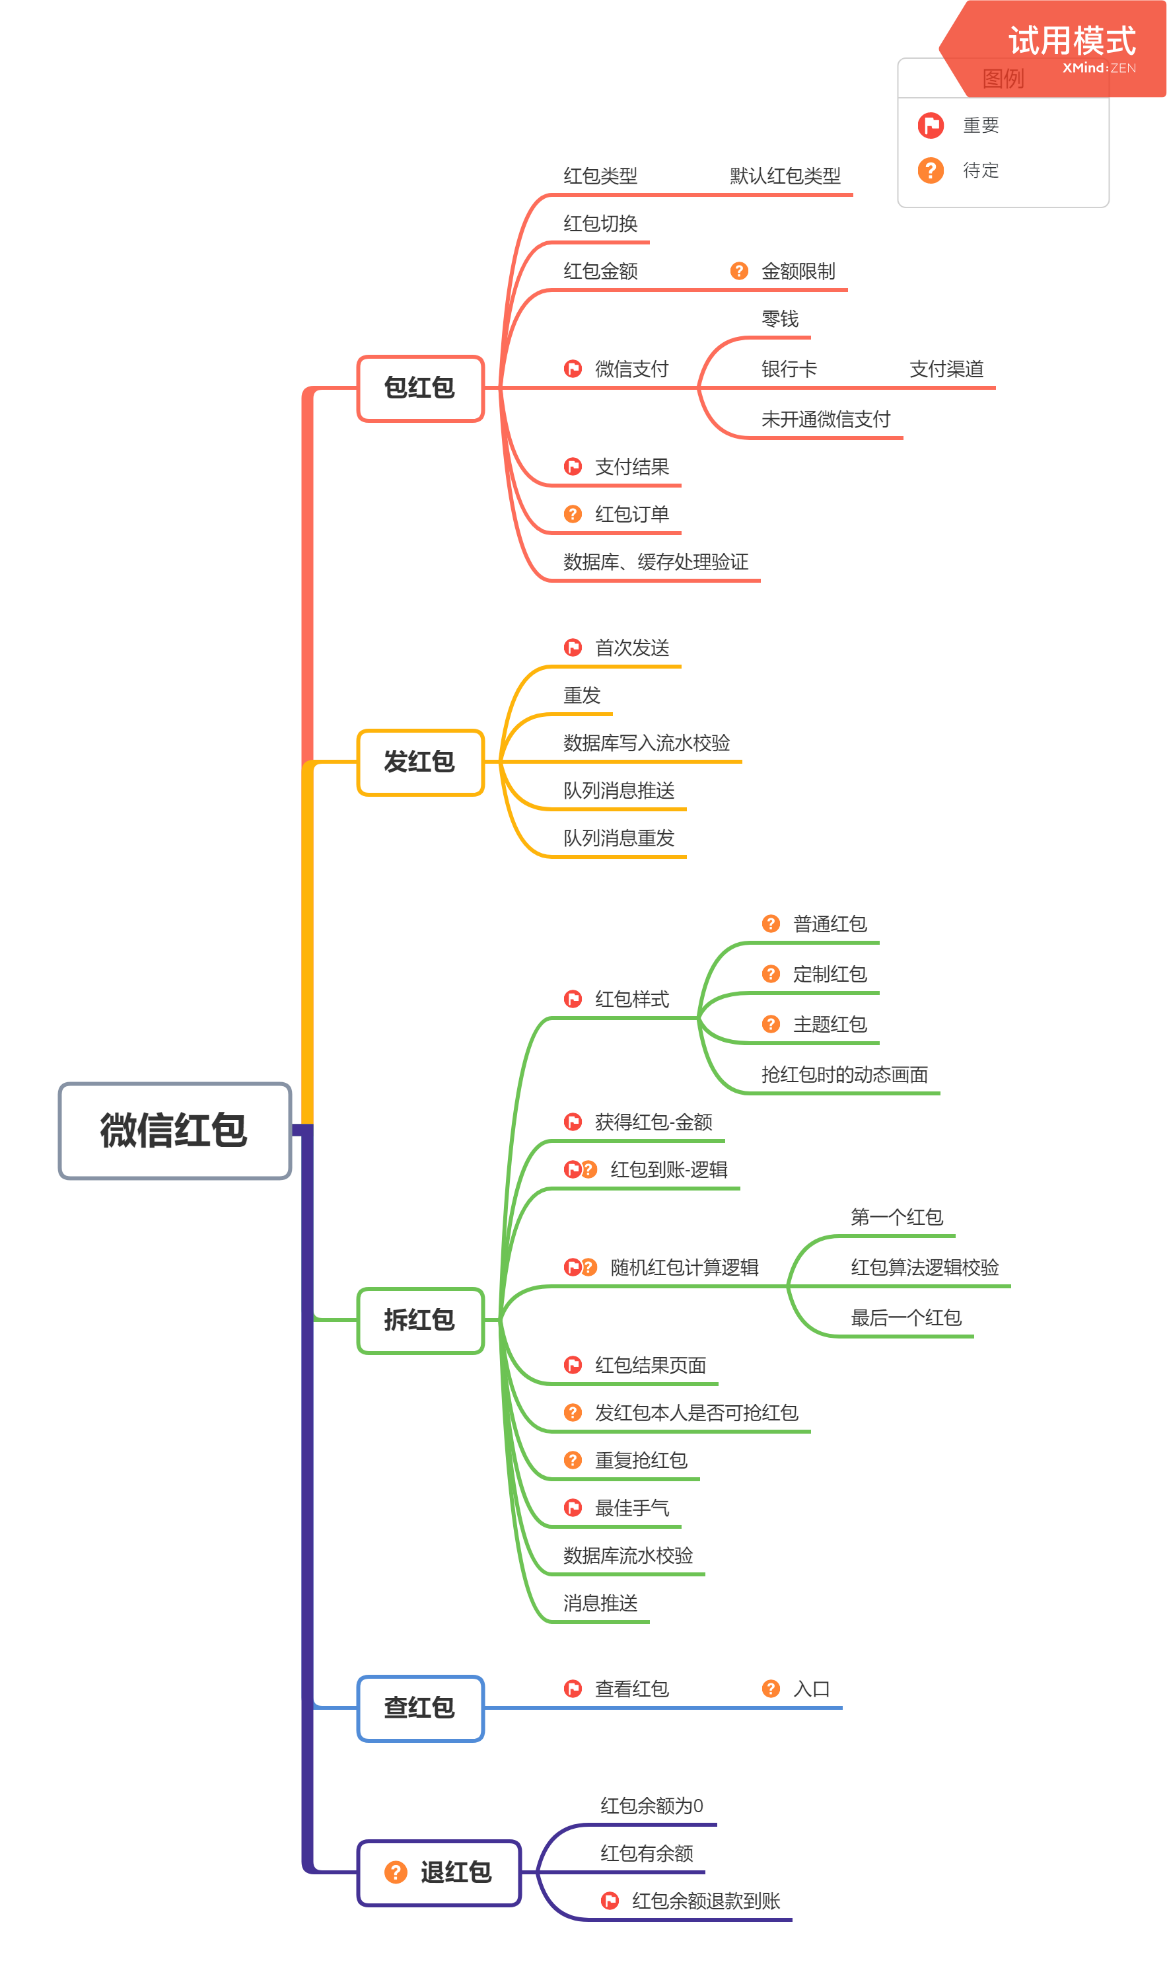 试用模式
XMind:ZEN
图例
重要
待定
微信红包
包红包
红包类型
默认红包类型
红包切换
红包金额
金额限制
微信支付
零钱
银行卡
支付渠道
未开通微信支付
支付结果
红包订单
数据库、缓存处理验证
发红包
首次发送
重发
数据库写入流水校验
队列消息推送
队列消息重发
拆红包
红包样式
普通红包
定制红包
主题红包
抢红包时的动态画面
获得红包-金额
红包到账-逻辑
随机红包计算逻辑
第一个红包
红包算法逻辑校验
最后一个红包
红包结果页面
发红包本人是否可抢红包
重复抢红包
最佳手气
数据库流水校验
消息推送
查红包
查看红包
入口
退红包
红包余额为0
红包有余额
红包余额退款到账